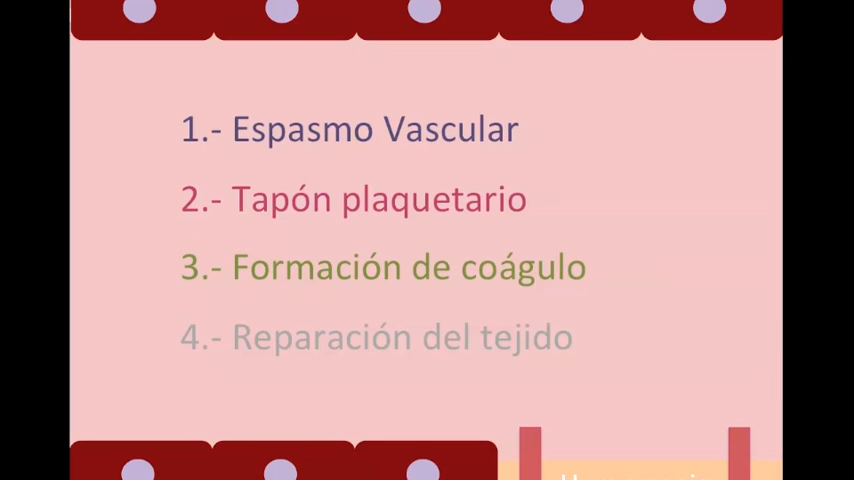 1.- Espasmo Vascular
2.- Tapón plaquetario
3.- Formación de coágulo
4.- Reparación del tejido